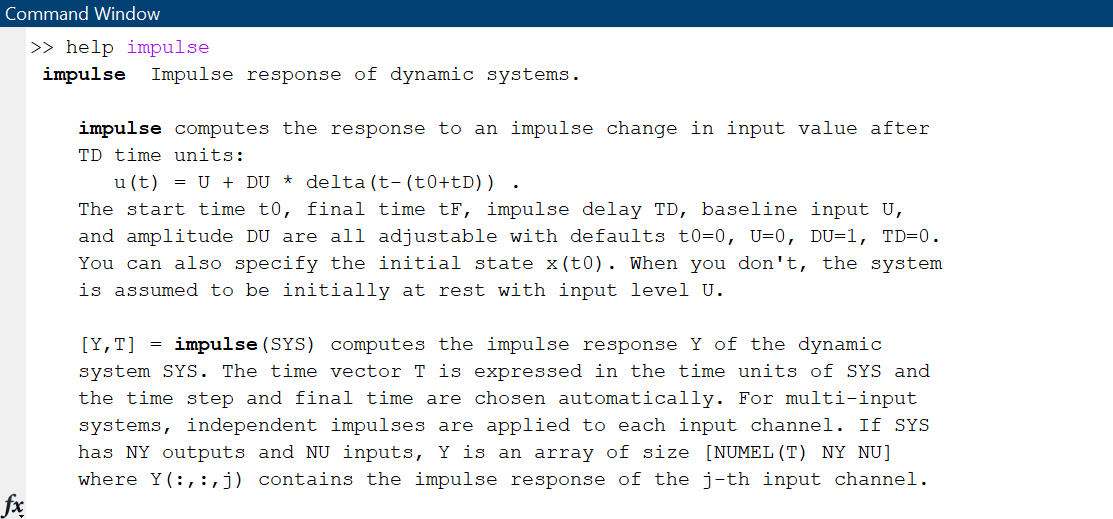 Command Window
>> help impulse
impulse Impulse response of dynamic systems.
impulse computes the response to an impulse change in input value after
TD time units:
u(t) = U + DU * delta(t-(t0+tD)) .
The start time t0, final time tF, impulse delay TD, baseline input U,
and amplitude DU are all adjustable with defaults t0=0, U=0, DU=1, TD=0.
You can also specify the initial state x(t0). When you don't, the system
is assumed to be initially at rest with input level U.
[Y,T] = impulse(SYS) computes the impulse response Y of the dynamic
system SYS. The time vector T is expressed in the time units of SYS and
the time step and final time are chosen automatically. For multi-input
systems, independent impulses are applied to each input channel. If SYS
has NY outputs and NU inputs, Y is an array of size [NUMEL(T) NY NU]
where Y(:,:,j) contains the impulse response of the j-th input channel.
fx